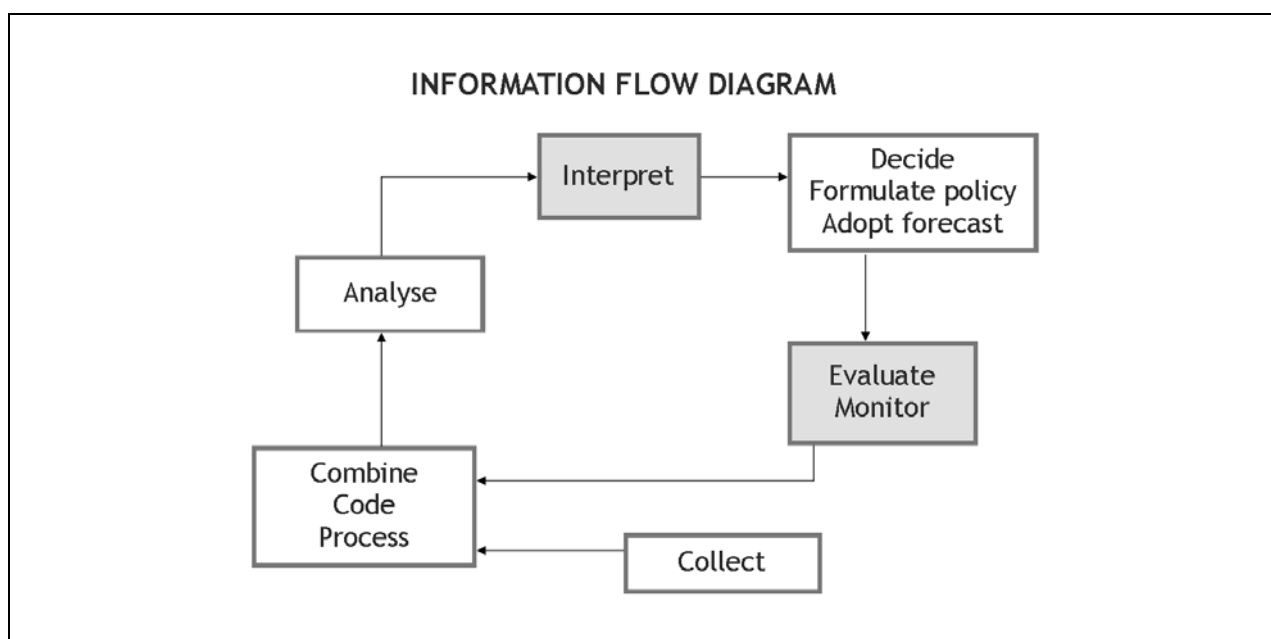 INFORMATION FLOW DIAGRAM
Interpret
Decide
Formulate policy
Adopt forecast
Analyse
Evaluate
Monitor
Combine
Code
Process
Collect